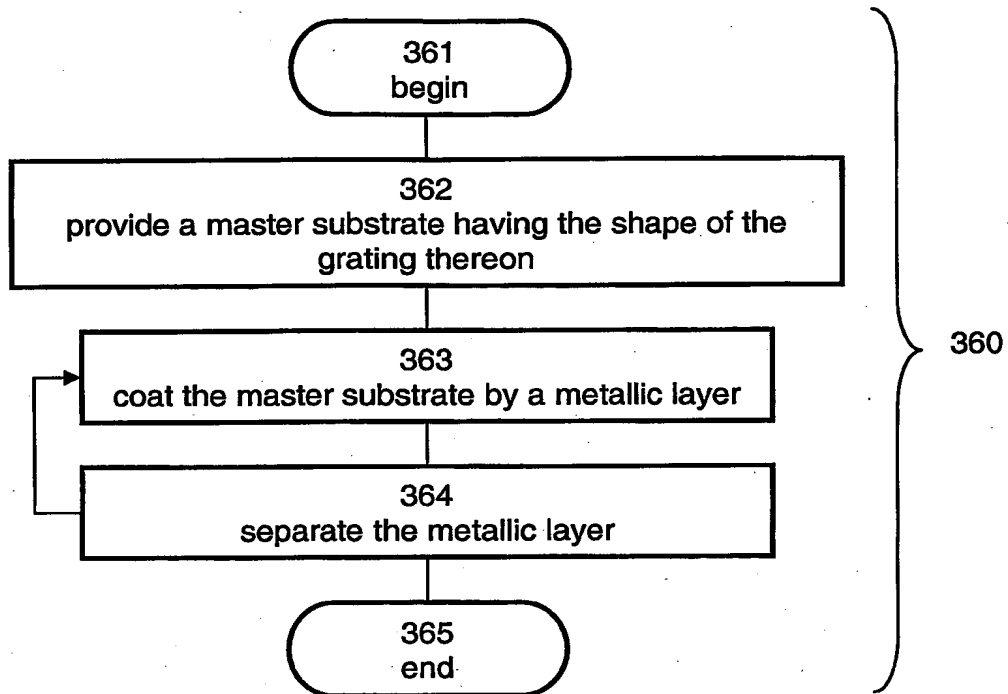 361
begin
362
provide a master substrate having the shape of the
grating thereon
363
coat the master substrate by a metallic layer
360
364
separate the metallic layer
365
end